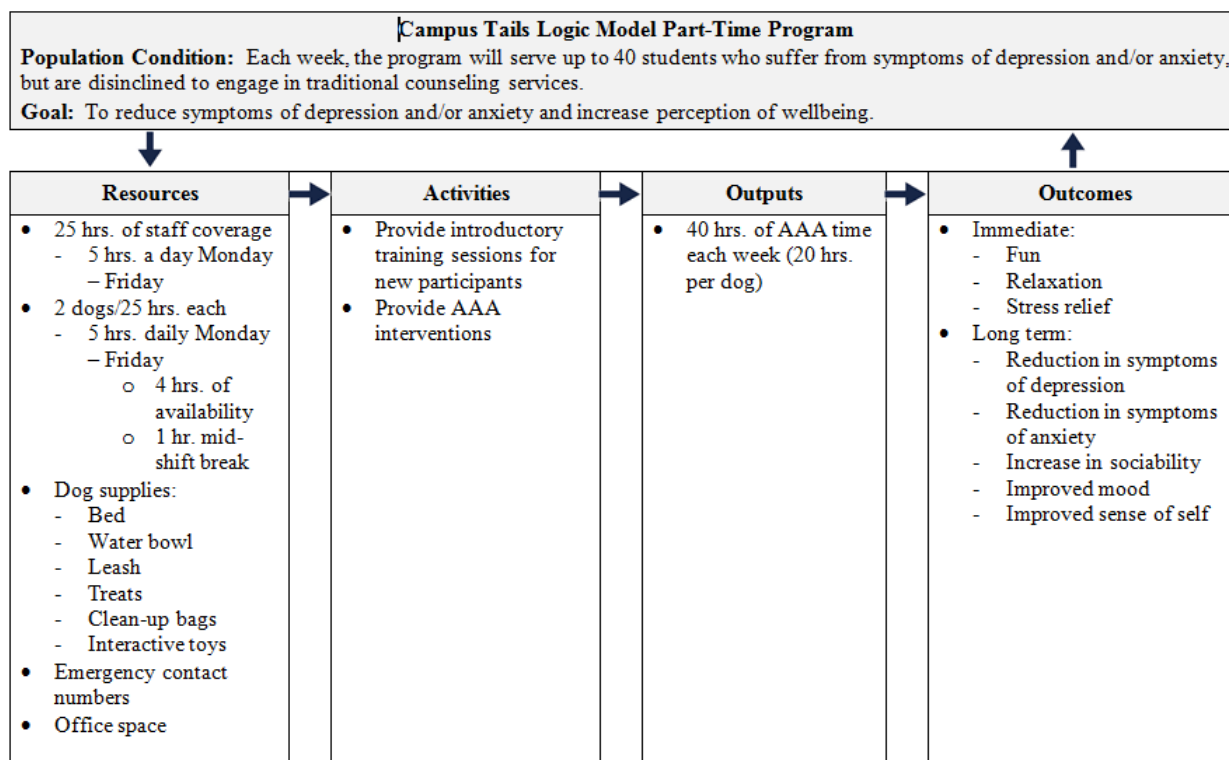 Campus Tails Logic Model Part-Time Program
Population Condition: Each week, the program will serve up to 40 students who suffer from symptoms of depression and/or anxiety,
but are disinclined to engage in traditional counseling services.
Goal: To reduce symptoms of depression and/or anxiety and increase perception of wellbeing.
Resources
• 25 hrs. of staff coverage
- 5 hrs. a day Monday
– Friday
• 2 dogs/25 hrs. each
- 5 hrs. daily Monday
– Friday
o 4 hrs. of
availability
o 1 hr. mid-
shift break
• Dog supplies:
- Bed
- Water bowl
- Leash
- Treats
- Clean-up bags
- Interactive toys
• Emergency contact
numbers
• Office space
Activities
• Provide introductory
training sessions for
new participants
• Provide AAA
interventions
Outputs
• 40 hrs. of AAA time
each week (20 hrs.
per dog)
Outcomes
• Immediate:
- Fun
- Relaxation
- Stress relief
• Long term:
- Reduction in symptoms
of depression
- Reduction in symptoms
of anxiety
- Increase in sociability
- Improved mood
- Improved sense of self